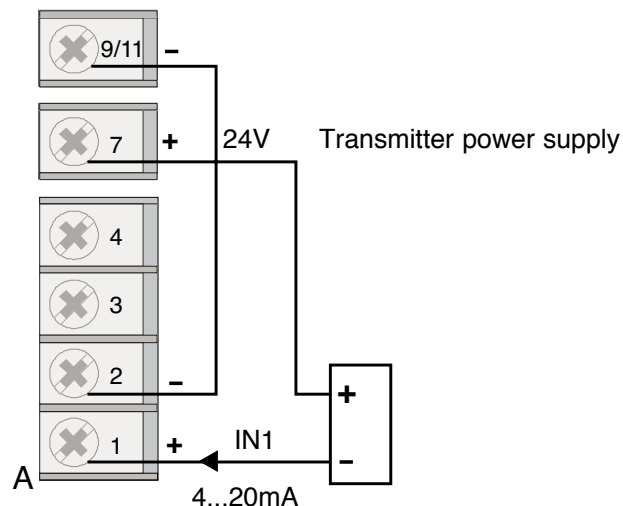 9/11 -
7 + 24V Transmitter power supply
4
3
2 -
+
1 + IN1 -
A
4...20mA